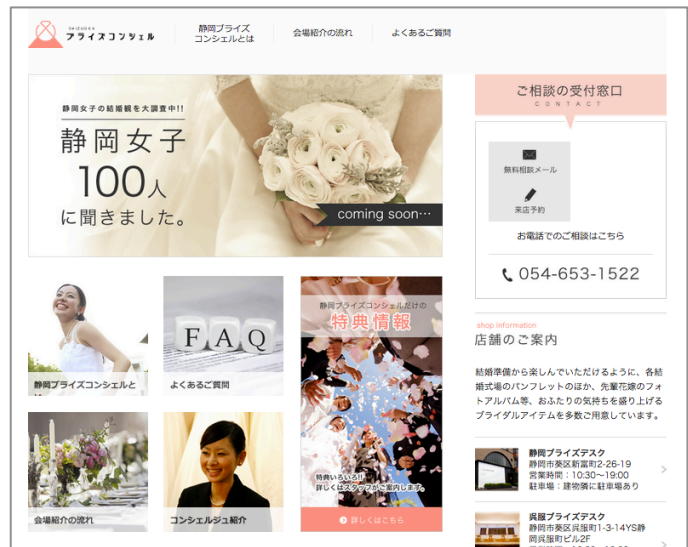 ブライズコンシェル
静岡ブライズ
コンシェルとは
会場紹介の流れ
よくあるご質問
静岡女子の結婚観を大調査中!!
静岡女子
100人
に聞きました。
coming soon…
静岡ブライズコンシェルと
FAQ
よくあるご質問
会場紹介の流れ
コンシェルジュ紹介
静岡ブライズコンシェルだけの
特典情報
特典いろいろ!!
詳しくはスタッフがご案内します。
詳しくはこちら
ご相談の受付窓口
CONTACT
無料相談メール
来店予約
お電話でのご相談はこちら
054-653-1522
shop information
店舗のご案内
結婚準備から楽しんでいただけるように、各結
婚式場のパンフレットのほか、先輩花嫁のフォ
トアルバム等、おふたりの気持ちを盛り上げる
ブライダルアイテムを多数ご用意しています。
静岡ブライズデスク
静岡市葵区新富町2-26-19
営業時間：10:30~19:00
駐車場：建物隣に駐車場あり
呉服ブライズデスク
静岡市葵区呉服町1-3-14YS静
岡呉服町ビル2F